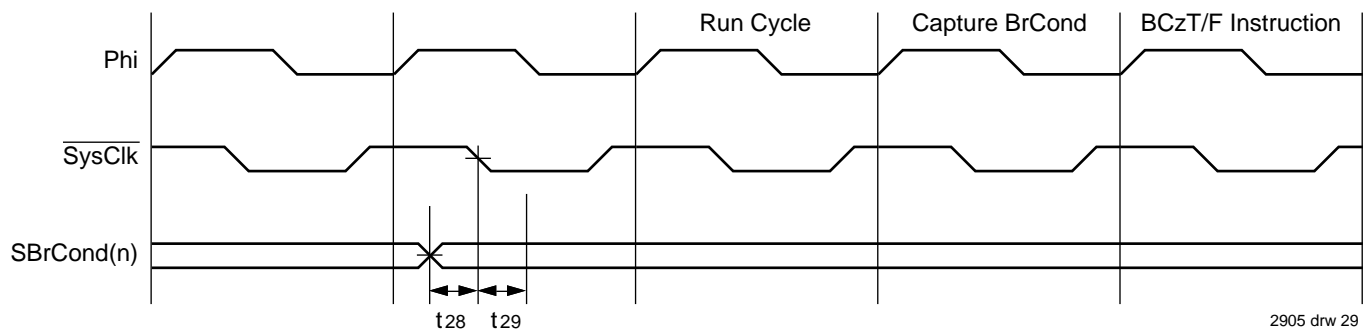 Run Cycle Capture BrCond BCzT/F Instruction
Phi
SysClk
SBrCond(n)
t28 t29
2905 drw 29